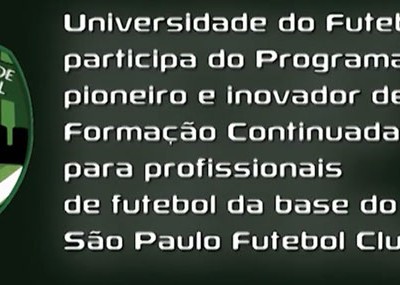 Universidade do Futeb
participa do Programa
pioneiro e inovador de
Formação Continuada
para profissionais
de futebol da base do
São Paulo Futebol Clu